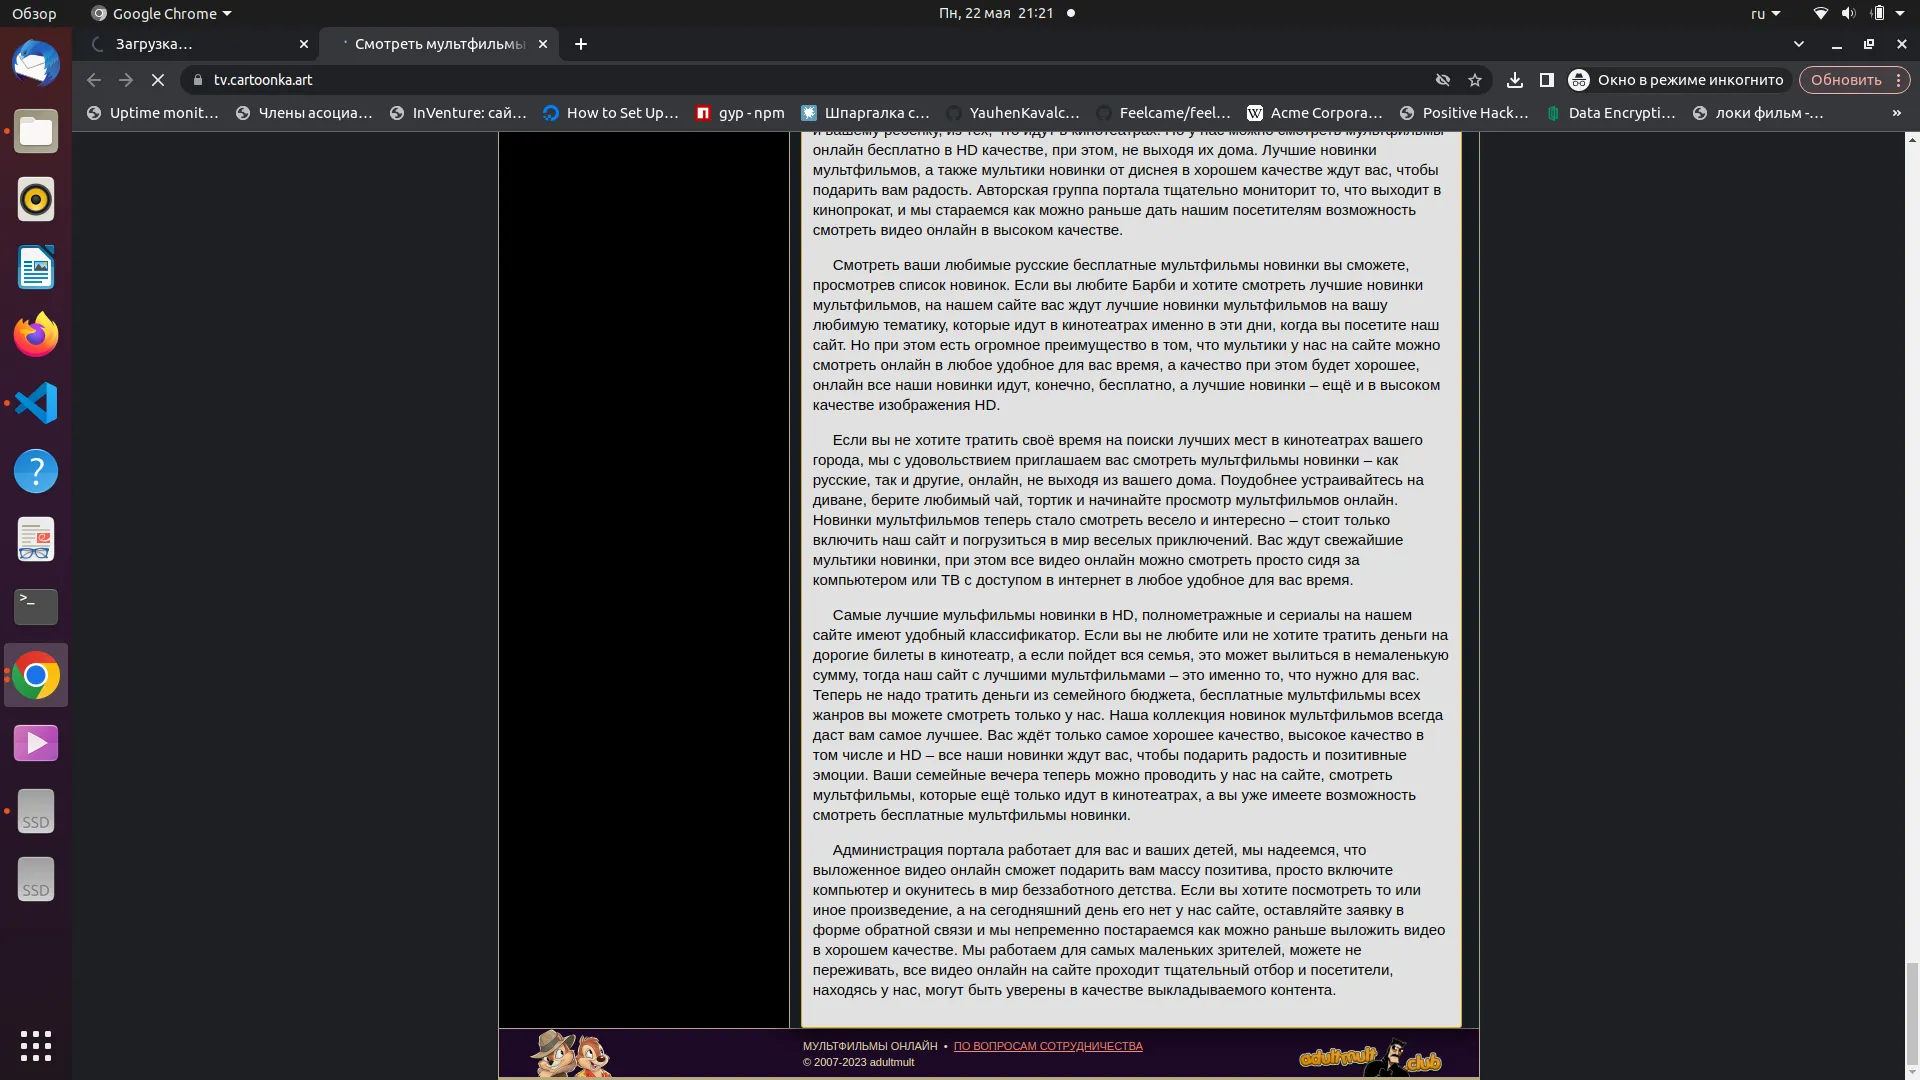 Обзор
Google Chrome
Пн, 22 мая 21:21
ru
Загрузка...
Смотреть мультфильмы
tv.cartoonka.art
Окно в режиме инкогнито
Обновить
Uptime monit...
Члены асоциа...
InVenture: сай...
How to Set Up...
gyp - npm
Шпаргалка с...
YauhenKavalc...
Feelcame/feel...
Acme Corpora...
Positive Hack...
Data Encrypti...
локи фильм -...
»
и вашему ребенку, из тех, что идут в кинотеатрах. Но у нас можно смотреть мультфильмы
онлайн бесплатно в HD качестве, при этом, не выходя их дома. Лучшие новинки
мультфильмов, а также мультики новинки от диснея в хорошем качестве ждут вас, чтобы
подарить вам радость. Авторская группа портала тщательно мониторит то, что выходит в
кинопрокат, и мы стараемся как можно раньше дать нашим посетителям возможность
смотреть видео онлайн в высоком качестве.
Смотреть ваши любимые русские бесплатные мультфильмы новинки вы сможете,
просмотрев список новинок. Если вы любите Барби и хотите смотреть лучшие новинки
мультфильмов, на нашем сайте вас ждут лучшие новинки мультфильмов на вашу
любимую тематику, которые идут в кинотеатрах именно в эти дни, когда вы посетите наш
сайт. Но при этом есть огромное преимущество в том, что мультики у нас на сайте можно
смотреть онлайн в любое удобное для вас время, а качество при этом будет хорошее,
онлайн все наши новинки идут, конечно, бесплатно, а лучшие новинки – ещё и в высоком
качестве изображения HD.
Если вы не хотите тратить своё время на поиски лучших мест в кинотеатрах вашего
города, мы с удовольствием приглашаем вас смотреть мультфильмы новинки – как
русские, так и другие, онлайн, не выходя из вашего дома. Поудобнее устраивайтесь на
диване, берите любимый чай, тортик и начинайте просмотр мультфильмов онлайн.
Новинки мультфильмов теперь стало смотреть весело и интересно – стоит только
включить наш сайт и погрузиться в мир веселых приключений. Вас ждут свежайшие
мультики новинки, при этом все видео онлайн можно смотреть просто сидя за
компьютером или ТВ с доступом в интернет в любое удобное для вас время.
Самые лучшие мульфильмы новинки в HD, полнометражные и сериалы на нашем
сайте имеют удобный классификатор. Если вы не любите или не хотите тратить деньги на
дорогие билеты в кинотеатр, а если пойдет вся семья, это может вылиться в немаленькую
сумму, тогда наш сайт с лучшими мультфильмами – это именно то, что нужно для вас.
Теперь не надо тратить деньги из семейного бюджета, бесплатные мультфильмы всех
жанров вы можете смотреть только у нас. Наша коллекция новинок мультфильмов всегда
даст вам самое лучшее. Вас ждёт только самое хорошее качество, высокое качество в
том числе и HD – все наши новинки ждут вас, чтобы подарить радость и позитивные
эмоции. Ваши семейные вечера теперь можно проводить у нас на сайте, смотреть
мультфильмы, которые ещё только идут в кинотеатрах, а вы уже имеете возможность
смотреть бесплатные мультфильмы новинки.
Администрация портала работает для вас и ваших детей, мы надеемся, что
выложенное видео онлайн сможет подарить вам массу позитива, просто включите
компьютер и окунитесь в мир беззаботного детства. Если вы хотите посмотреть то или
иное произведение, а на сегодняшний день его нет у нас сайте, оставляйте заявку в
форме обратной связи и мы непременно постараемся как можно раньше выложить видео
в хорошем качестве. Мы работаем для самых маленьких зрителей, можете не
переживать, все видео онлайн на сайте проходит тщательный отбор и посетители,
находясь у нас, могут быть уверены в качестве выкладываемого контента.
МУЛЬТФИЛЬМЫ ОНЛАЙН • ПО ВОПРОСАМ СОТРУДНИЧЕСТВА
© 2007-2023 adultmult
adultmult club
SSD
SSD